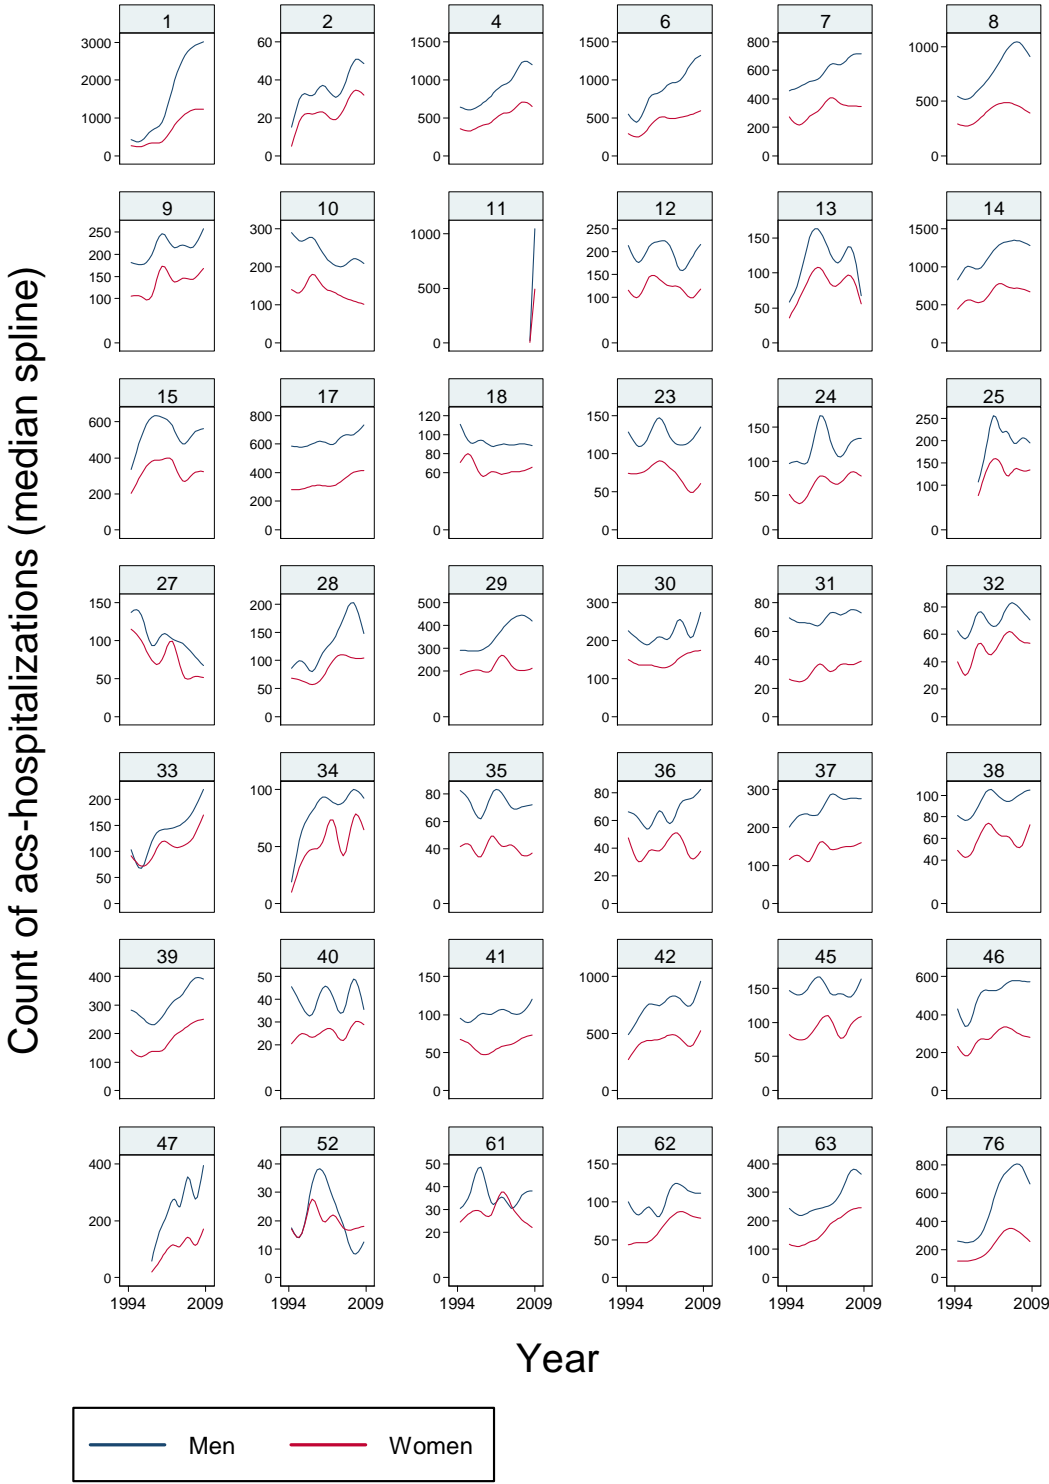 Count of acs-hospitalizations (median spline)
1 2 4 6 7 8
3000 60 1500 1500 800 1000
2000 40 1000 1000 600 500
1000 20 500 500 400 0
0 0 0 0 200
0
9 10 11 12 13 14
250 300 1000 250 150 1500
200 200 500 200 100 1000
150 100 0 150 50 500
100 0 100 0 0
0 0
15 17 18 23 24 25
600 800 120 150 150 250
400 600 100 100 100 200
200 400 80 50 50 150
0 200 60 0 0 100
0 0 0
27 28 29 30 31 32
150 200 500 300 80 80
100 100 400 200 60 60
50 50 300 100 40 40
0 0 200 0 20 20
0 0 0
33 34 35 36 37 38
200 100 80 80 300 100
150 50 60 60 200 80
100 0 40 40 100 60
50 0 20 0 40
0 0 0
39 40 41 42 45 46
400 50 150 1000 150 600
300 40 100 500 100 400
200 30 50 0 50 200
100 20 0 0 0
0 0
47 52 61 62 63 76
400 40 50 150 400 800
200 30 40 100 300 600
0 20 30 50 200 400
10 20 0 100 200
0 0 0 0
1994 2009 1994 2009 1994 2009 1994 2009 1994 2009 1994 2009
Year
Men Women